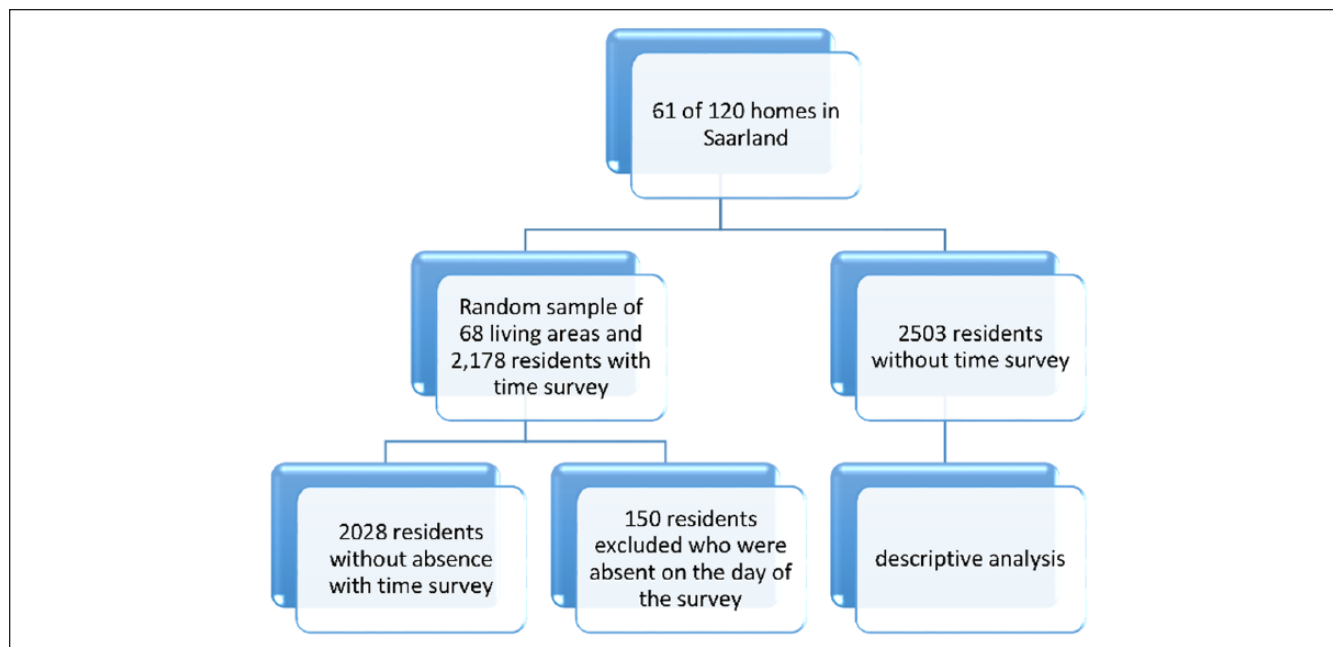 61 of 120 homes in
Saarland
Random sample of
68 living areas and
2,178 residents with
time survey
2503 residents
without time survey
2028 residents
without absence
with time survey
150 residents
excluded who were
absent on the day of
the survey
descriptive analysis